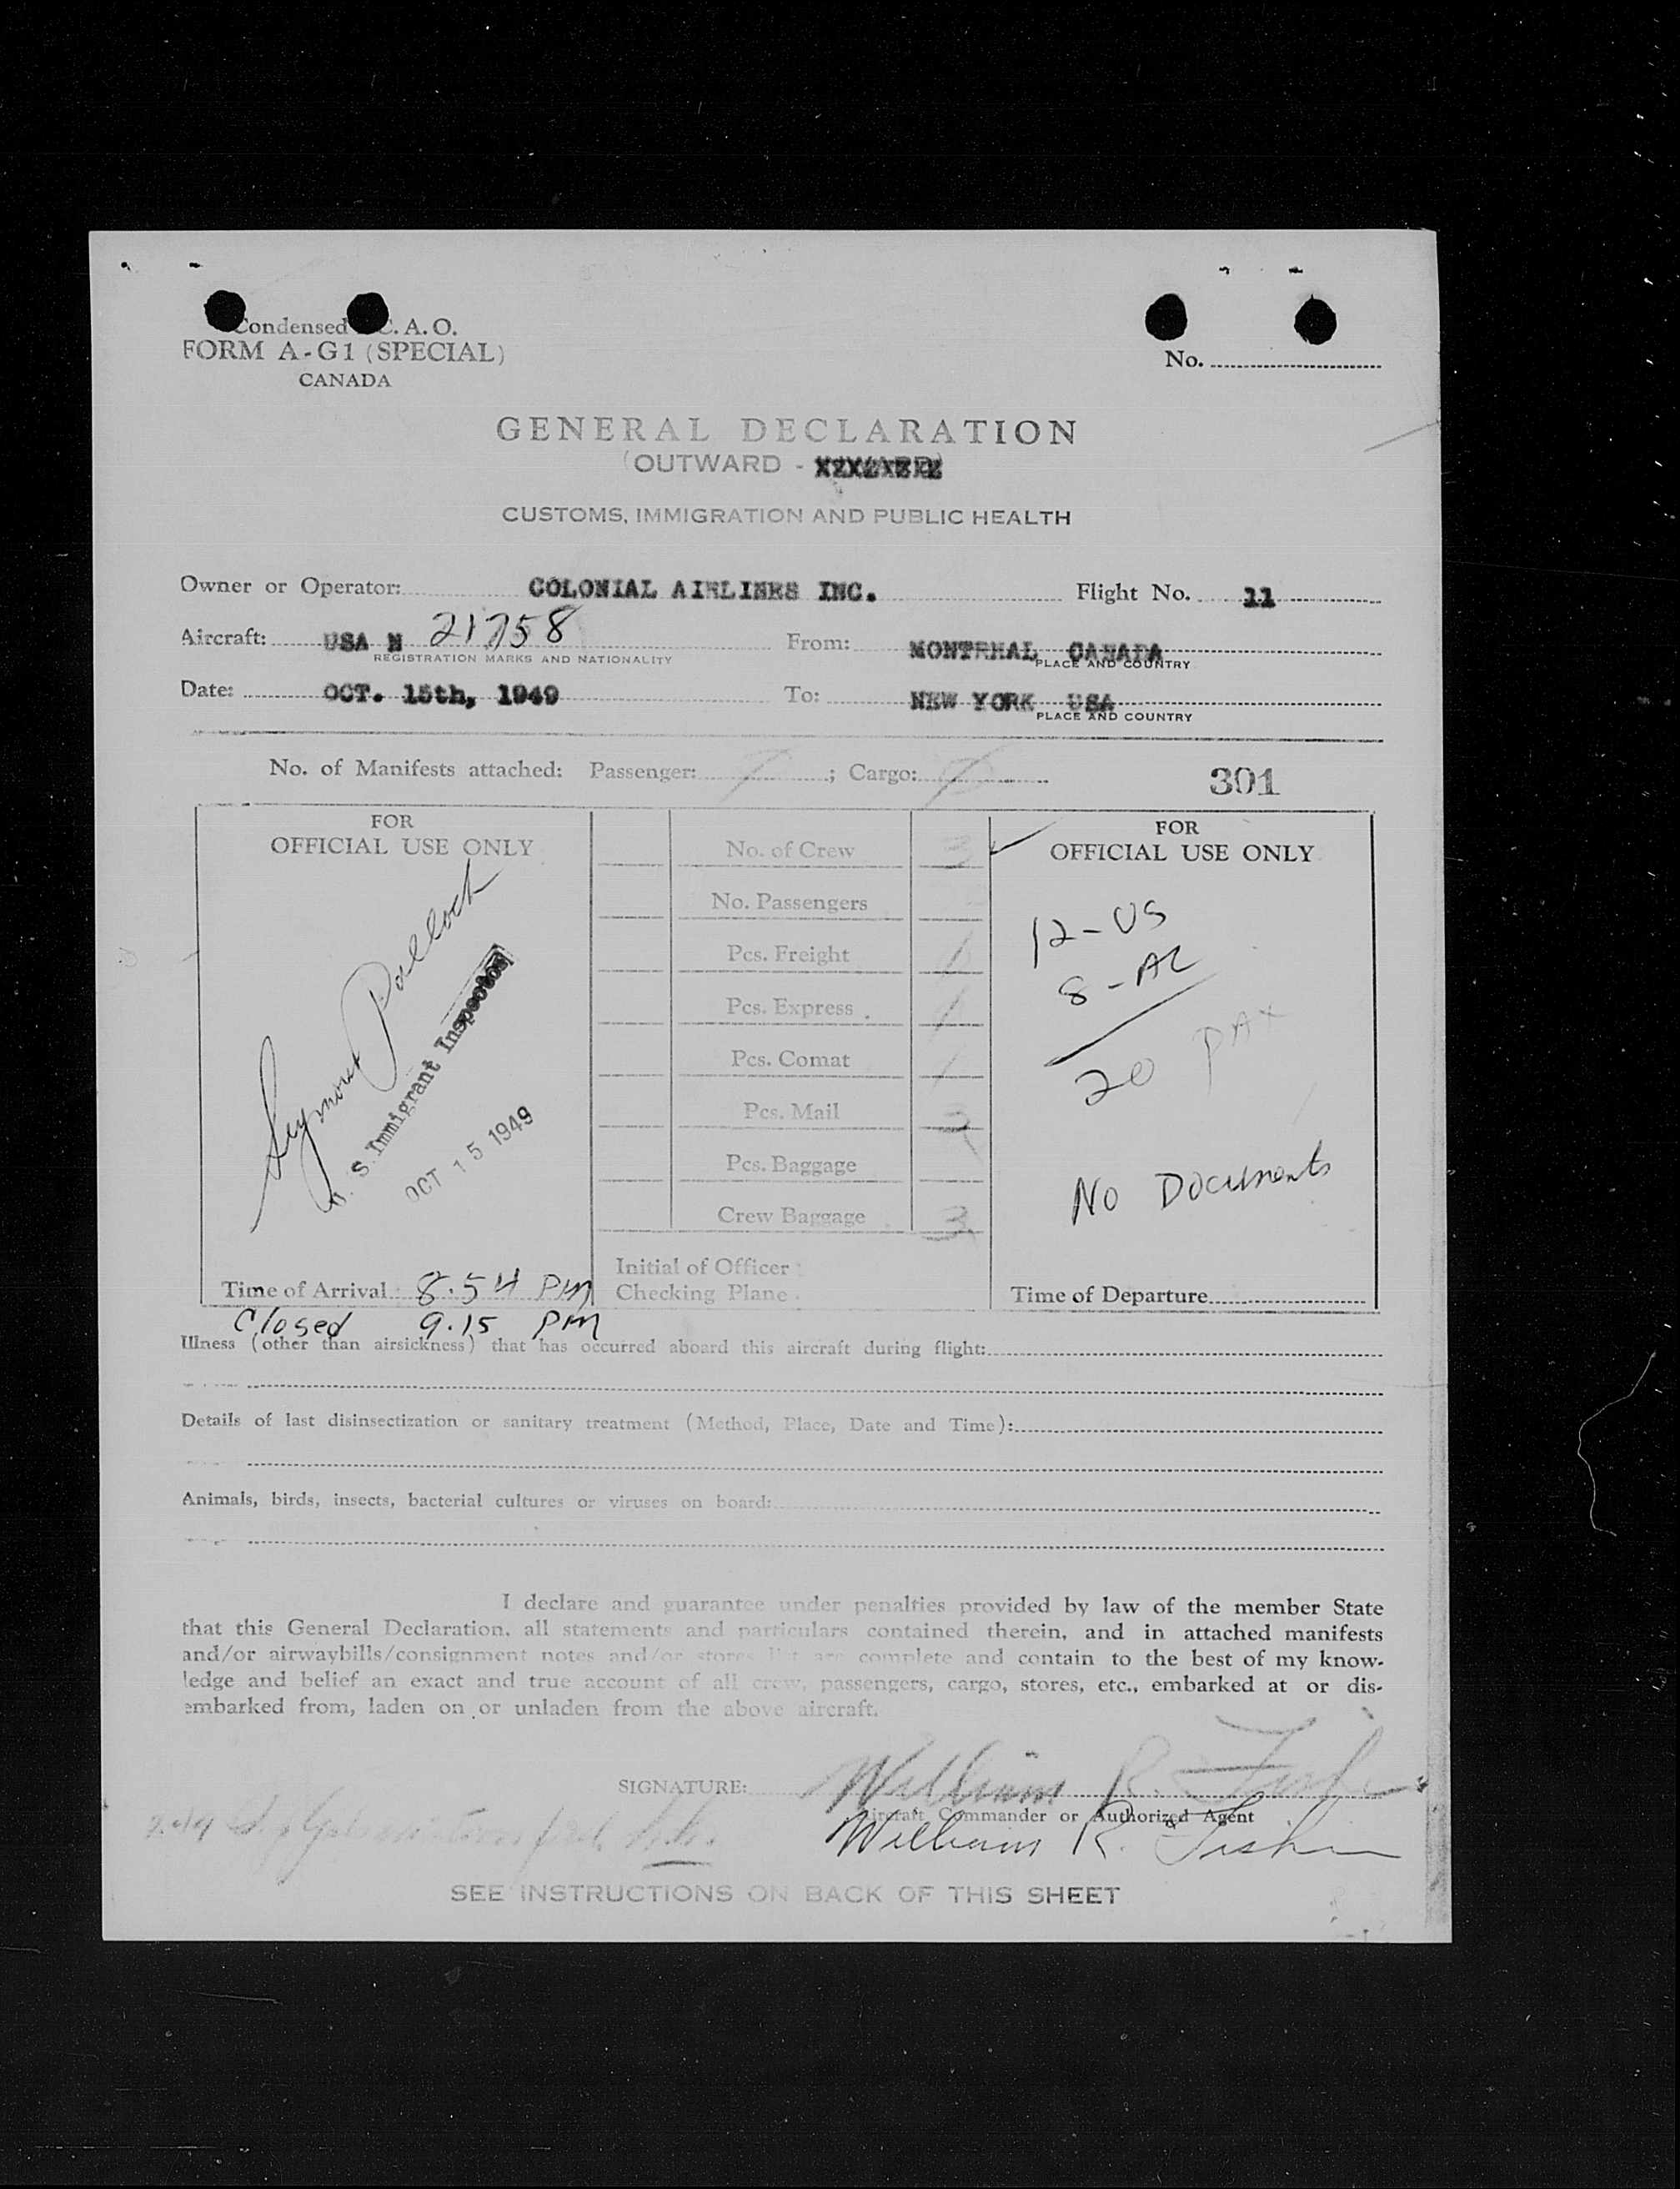 Condensed C. A. O.
FORM A-G1 (SPECIAL)
CANADA
No.
GENERAL DECLARATION
(OUTWARD -
CUSTOMS, IMMIGRATION AND PUBLIC HEALTH
Owner or Operator: COLONIAL AIRLINES INC. Flight No. 11
Aircraft: USA N 21758 From: MONTREAL CANADA
REGISTRATION MARKS AND NATIONALITY PLACE AND COUNTRY
Date: OCT. 15th, 1949 To: NEW YORK USA
PLACE AND COUNTRY
No. of Manifests attached: Passenger: ; Cargo: 301
FOR
OFFICIAL USE ONLY
Seymour Pollock
U. S. Immigrant Inspector
OCT 15 1949
Time of Arrival 8.54 PM
Closed 9.15 PM
No. of Crew 3
No. Passengers
Pcs. Freight
Pcs. Express
Pcs. Comat
Pcs. Mail 2
Pcs. Baggage
Crew Baggage 3
Initial of Officer
Checking Plane
FOR
OFFICIAL USE ONLY
12-US
8-AL
20 PAX
No Documents
Time of Departure
Illness (other than airsickness) that has occurred aboard this aircraft during flight:
Details of last disinsectization or sanitary treatment (Method, Place, Date and Time):
Animals, birds, insects, bacterial cultures or viruses on board:
I declare and guarantee under penalties provided by law of the member State
that this General Declaration, all statements and particulars contained therein, and in attached manifests
and/or airwaybills/consignment notes and/or stores list are complete and contain to the best of my know-
ledge and belief an exact and true account of all crew, passengers, cargo, stores, etc., embarked at or dis-
embarked from, laden on or unladen from the above aircraft.
SIGNATURE: William R. Fisher
Aircraft Commander or Authorized Agent
William R. Fisher
SEE INSTRUCTIONS ON BACK OF THIS SHEET